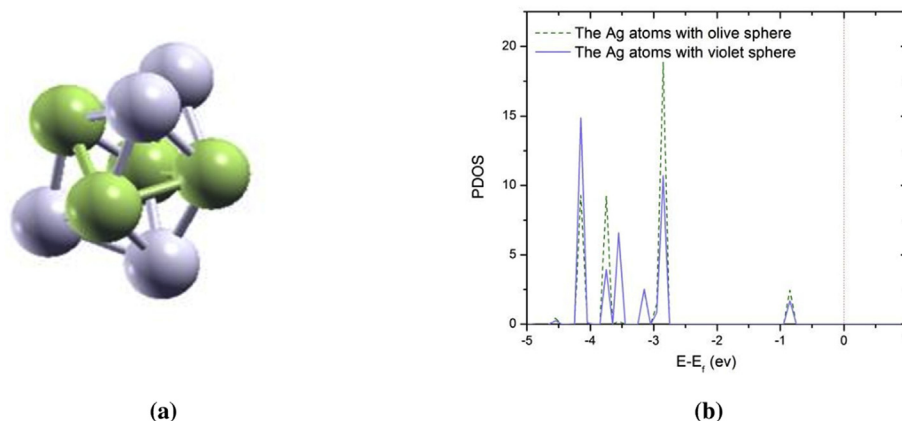 The Ag atoms with olive sphere
The Ag atoms with violet sphere
20
15
10
5
0
PDOS
-5 -4 -3 -2 -1 0
E-Ef (ev)
(a) (b)